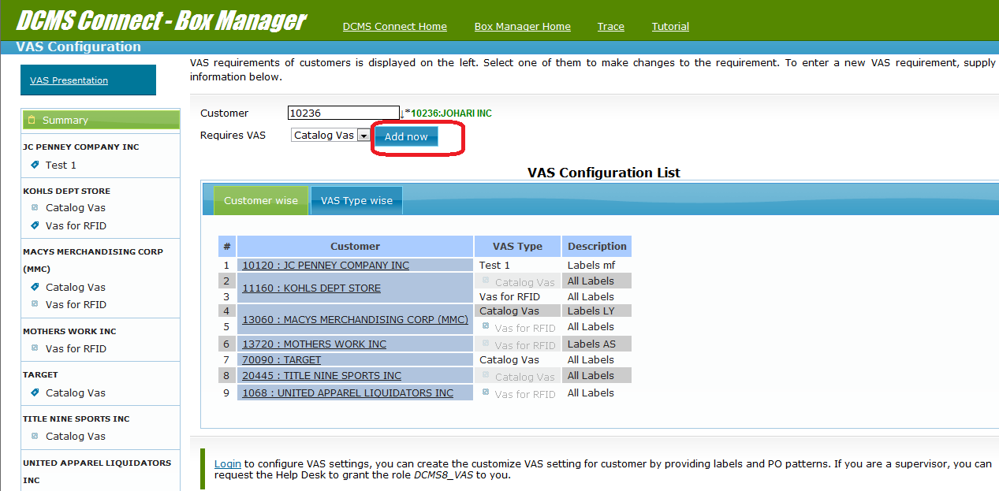 DCMS Connect - Box Manager
DCMS Connect Home Box Manager Home Trace Tutorial
VAS Configuration
VAS Presentation
Summary
JC PENNEY COMPANY INC
Test 1
KOHLS DEPT STORE
Catalog Vas
Vas for RFID
MACYS MERCHANDISING CORP
(MMC)
Catalog Vas
Vas for RFID
MOTHERS WORK INC
Vas for RFID
TARGET
Catalog Vas
TITLE NINE SPORTS INC
Catalog Vas
UNITED APPAREL LIQUIDATORS
INC
VAS requirements of customers is displayed on the left. Select one of them to make changes to the requirement. To enter a new VAS requirement, supply
information below.
Customer 10236 ↓*10236:JOHARI INC
Requires VAS Catalog Vas Add now
VAS Configuration List
Customer wise VAS Type wise
# Customer VAS Type Description
1 10120 : JC PENNEY COMPANY INC Test 1 Labels mf
2 11160 : KOHLS DEPT STORE Catalog Vas All Labels
3 Vas for RFID All Labels
4 13060 : MACYS MERCHANDISING CORP (MMC) Catalog Vas Labels LY
5 Vas for RFID All Labels
6 13720 : MOTHERS WORK INC Vas for RFID Labels AS
7 70090 : TARGET Catalog Vas All Labels
8 20445 : TITLE NINE SPORTS INC Catalog Vas All Labels
9 1068 : UNITED APPAREL LIQUIDATORS INC Vas for RFID All Labels
Login to configure VAS settings, you can create the customize VAS setting for customer by providing labels and PO patterns. If you are a supervisor, you can
request the Help Desk to grant the role DCMS8_VAS to you.